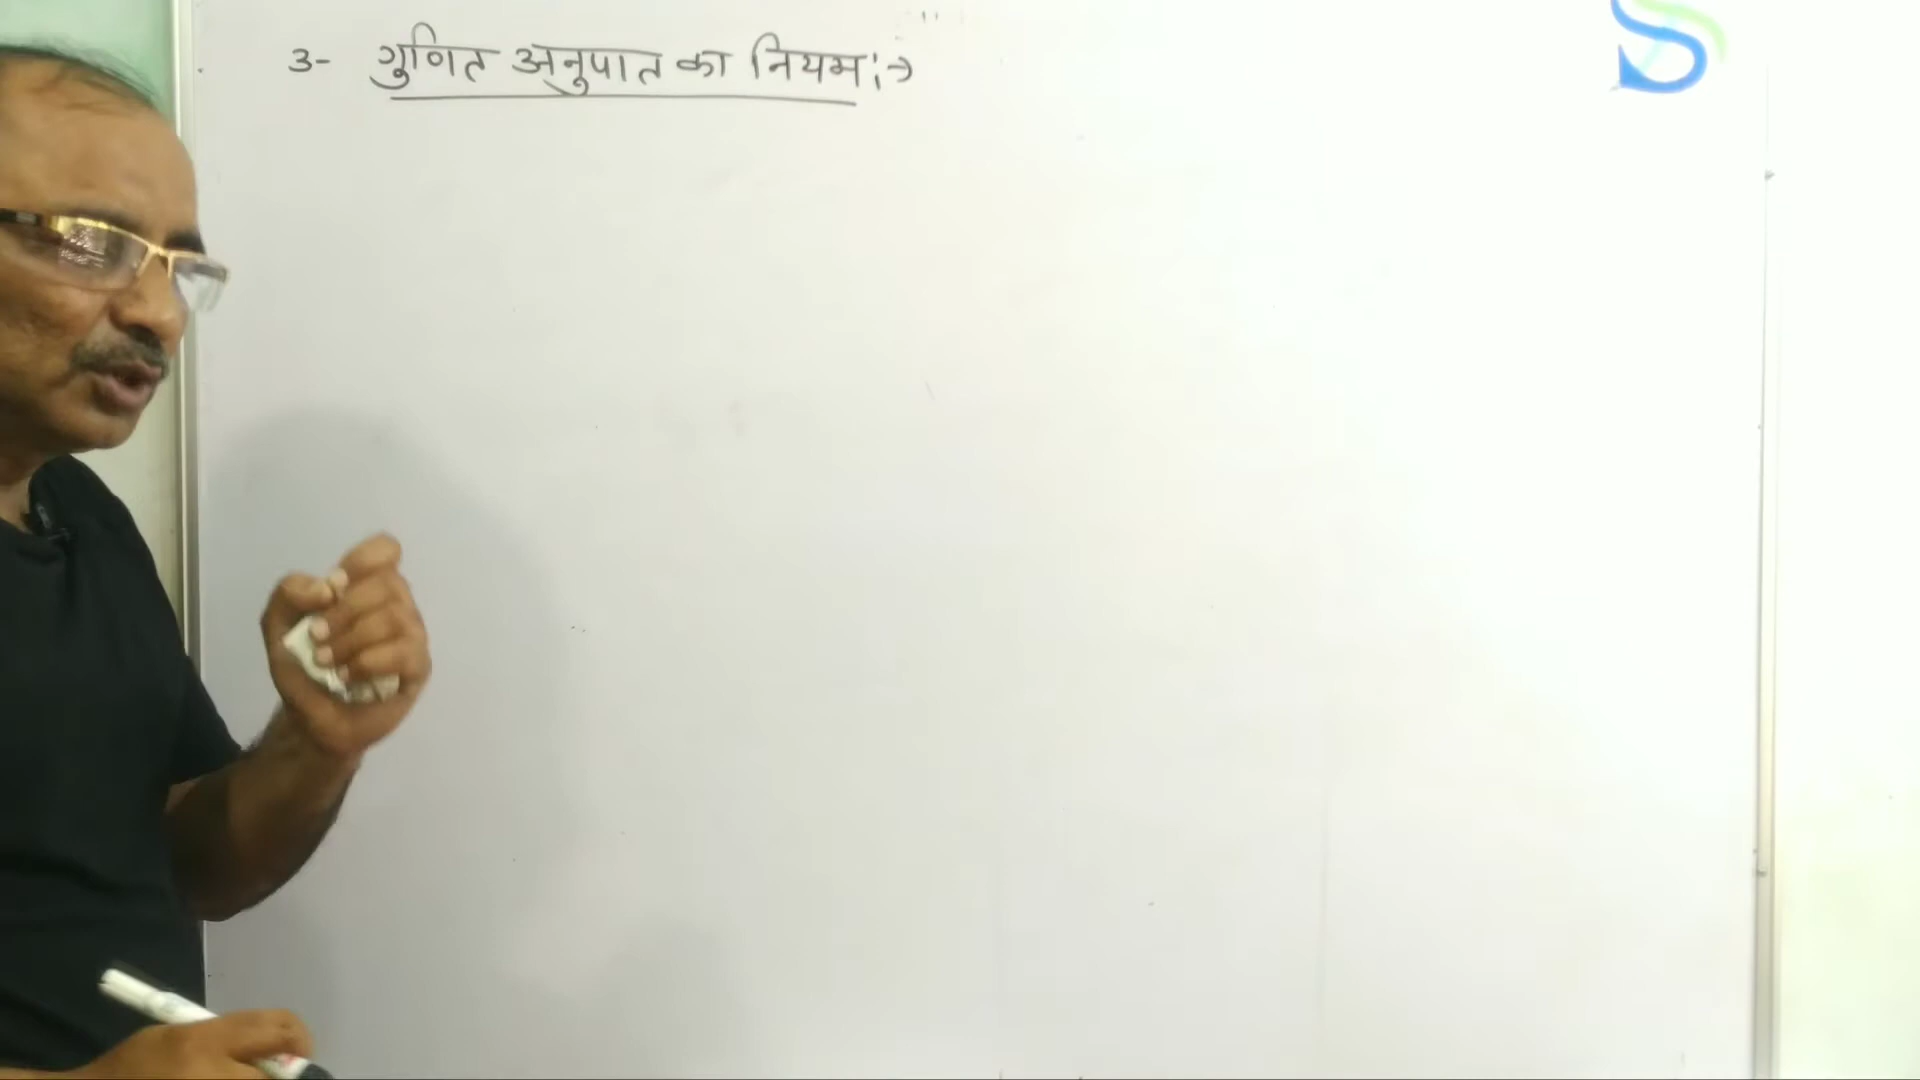 3- गुणित अनुपात का नियम :->
S